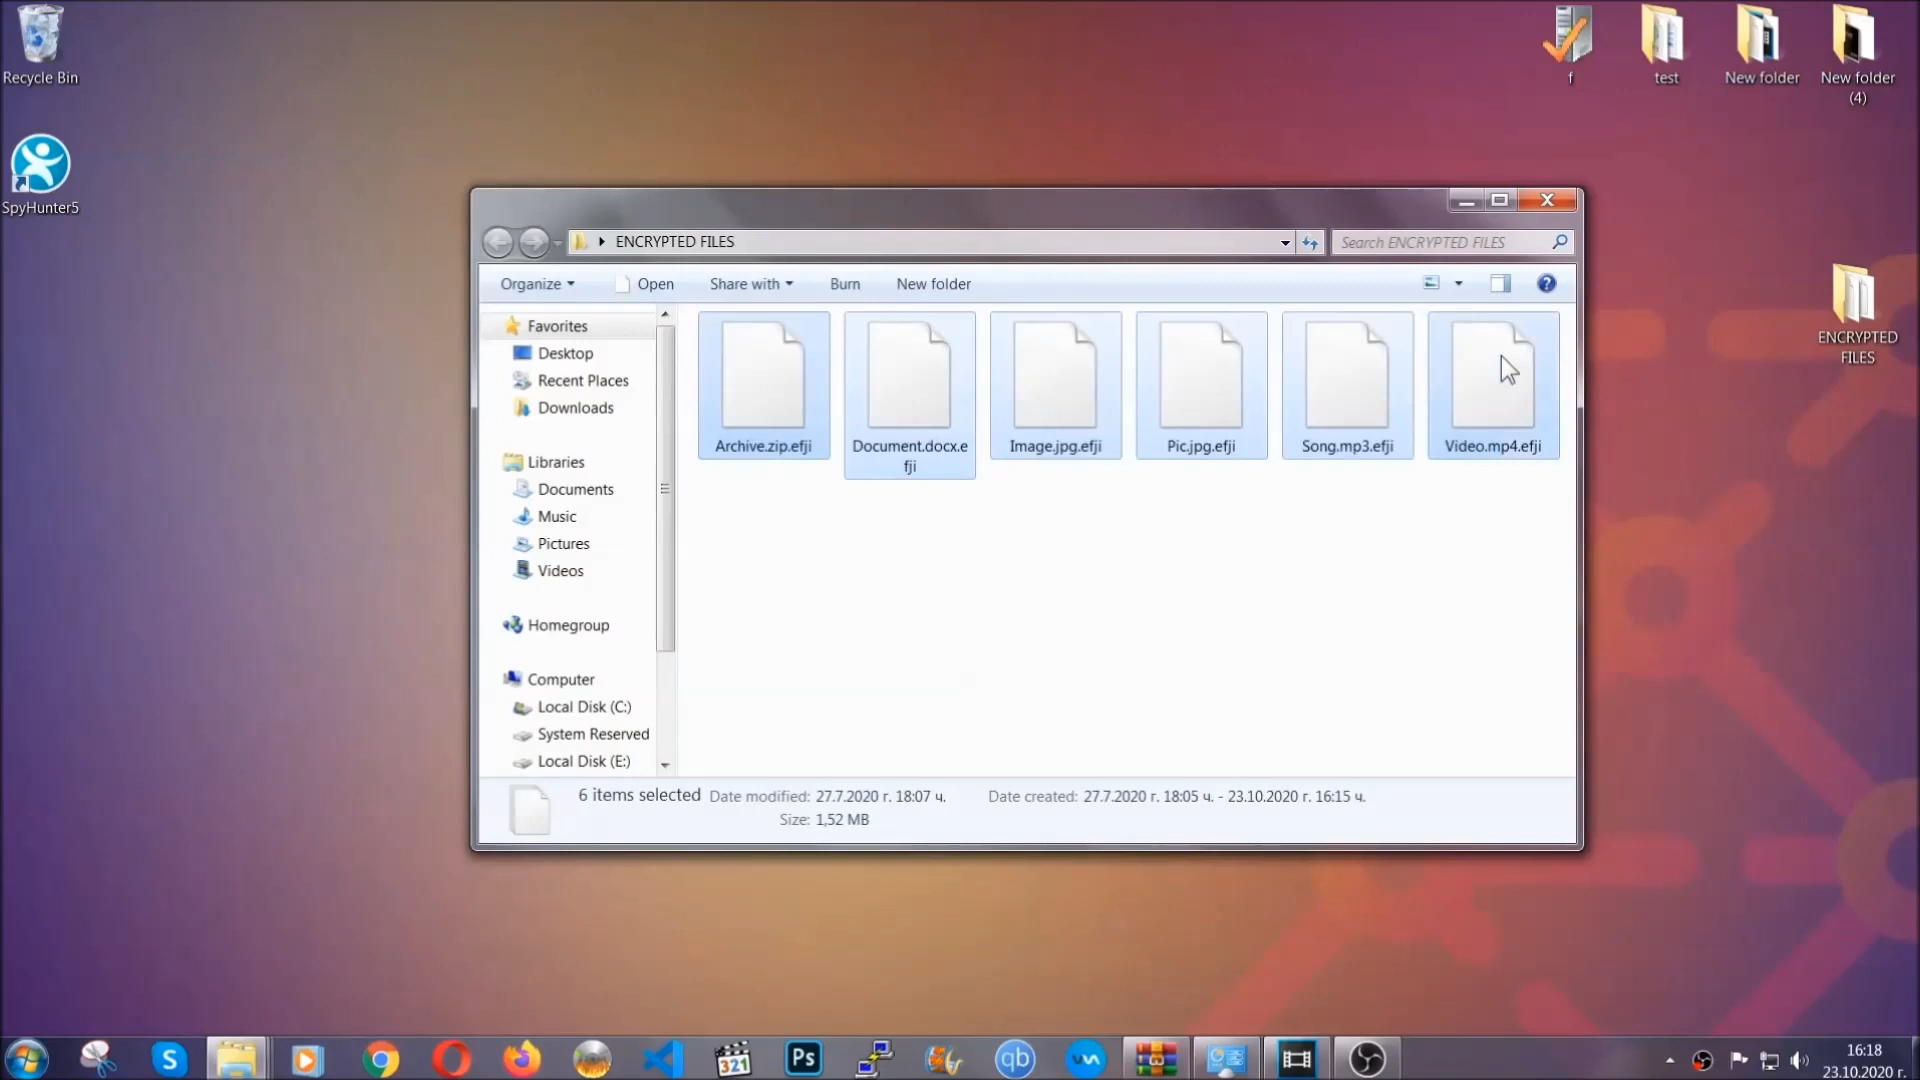 Recycle Bin
SpyHunter5
f
test
New folder
New folder
(4)
ENCRYPTED
FILES
ENCRYPTED FILES
Search ENCRYPTED FILES
Organize
Open
Share with
Burn
New folder
Favorites
Desktop
Recent Places
Downloads
Libraries
Documents
Music
Pictures
Videos
Homegroup
Computer
Local Disk (C:)
System Reserved
Local Disk (E:)
Archive.zip.efji
Document.docx.e
fji
Image.jpg.efji
Pic.jpg.efji
Song.mp3.efji
Video.mp4.efji
6 items selected Date modified: 27.7.2020 г. 18:07 ч. Date created: 27.7.2020 г. 18:05 ч. - 23.10.2020 г. 16:15 ч.
Size: 1,52 MB
S
321
Ps
qb
16:18
23.10.2020 г.